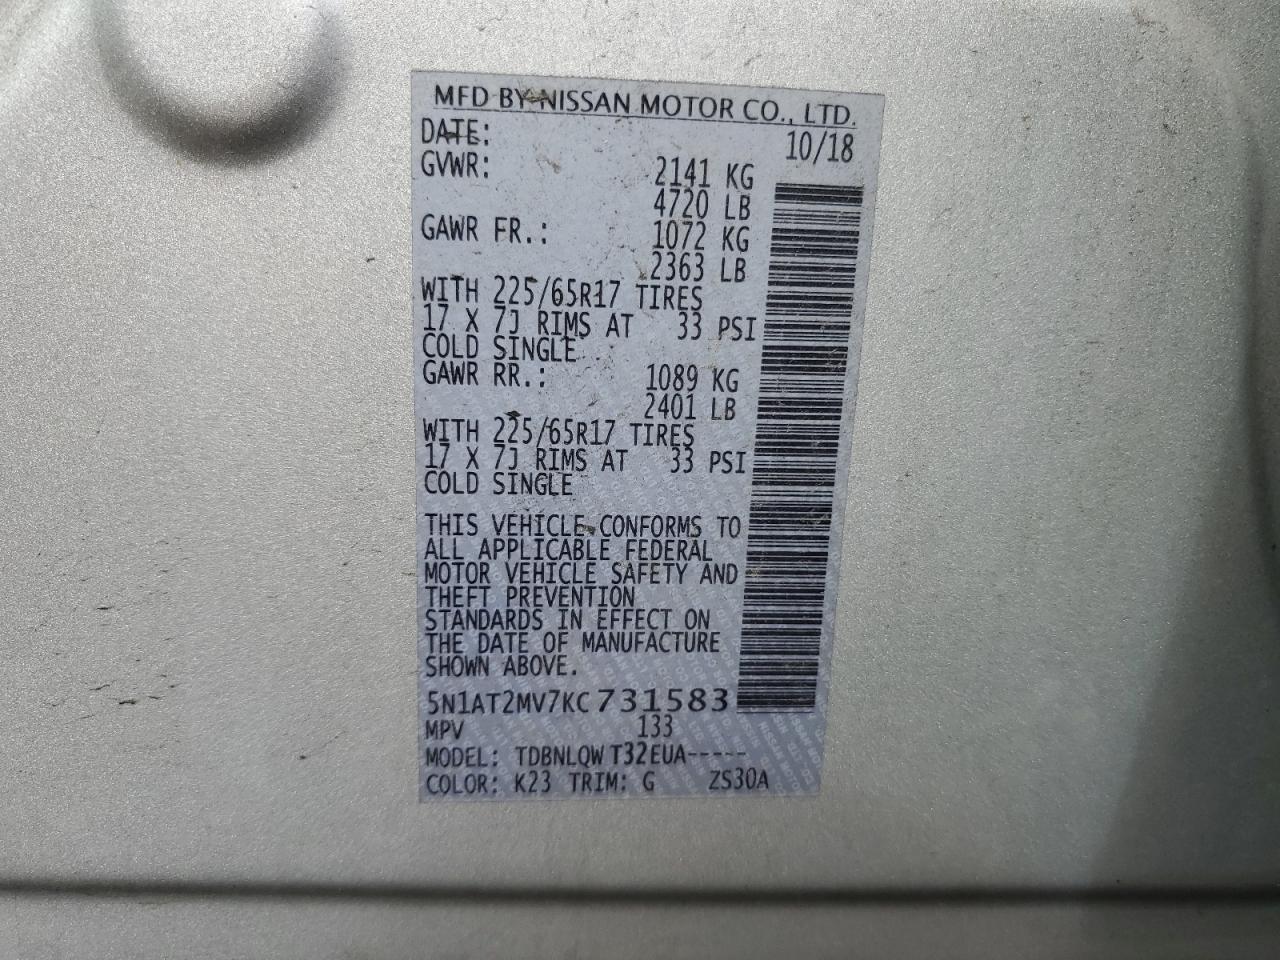 MFD BY NISSAN MOTOR CO., LTD.
DATE: 10/18
GVWR: 2141 KG
4720 LB
GAWR FR.: 1072 KG
2363 LB
WITH 225/65R17 TIRES
17 X 7J RIMS AT 33 PSI
COLD SINGLE
GAWR RR.: 1089 KG
2401 LB
WITH 225/65R17 TIRES
17 X 7J RIMS AT 33 PSI
COLD SINGLE
THIS VEHICLE CONFORMS TO
ALL APPLICABLE FEDERAL
MOTOR VEHICLE SAFETY AND
THEFT PREVENTION
STANDARDS IN EFFECT ON
THE DATE OF MANUFACTURE
SHOWN ABOVE.
5N1AT2MV7KC731583
MPV 133
MODEL: TDBNLQW T32EUA-----
COLOR: K23 TRIM: G ZS30A